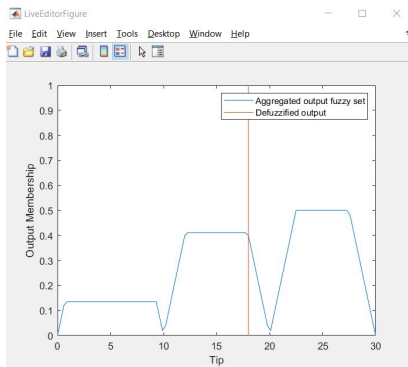 LiveEditorFigure
File Edit View Insert Tools Desktop Window Help
Aggregated output fuzzy set
Defuzzified output
Output Membership
1
0.9
0.8
0.7
0.6
0.5
0.4
0.3
0.2
0.1
0
0 5 10 15 20 25 30
Tip